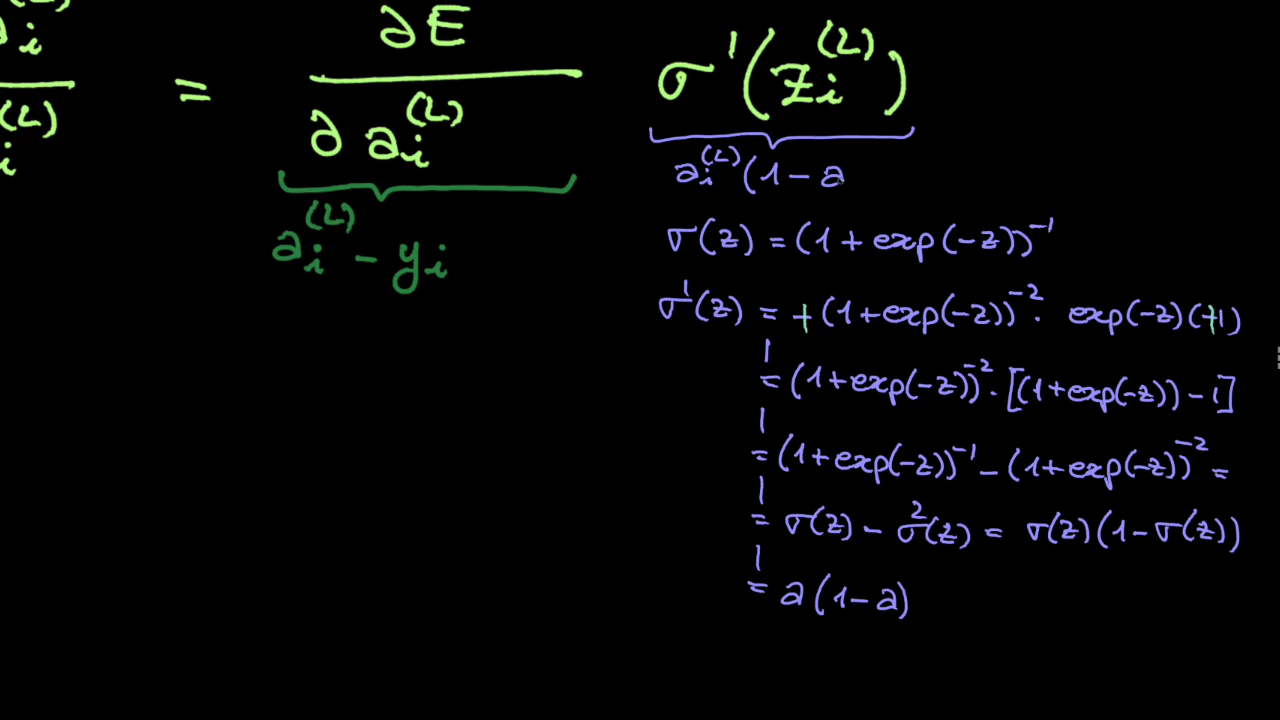 = ∂E / ∂ a_i^(L) σ'(z_i^(L))
a_i^(L) - y_i
a_i^(L) (1 - a
σ(z) = (1 + exp(-z))^-1
σ'(z) = + (1+exp(-z))^-2 · exp(-z)(+1)
= (1+exp(-z))^-2 · [(1+exp(-z)) - 1]
= (1+exp(-z))^-1 - (1+exp(-z))^-2 =
= σ(z) - σ^2(z) = σ(z)(1-σ(z))
= a(1-a)